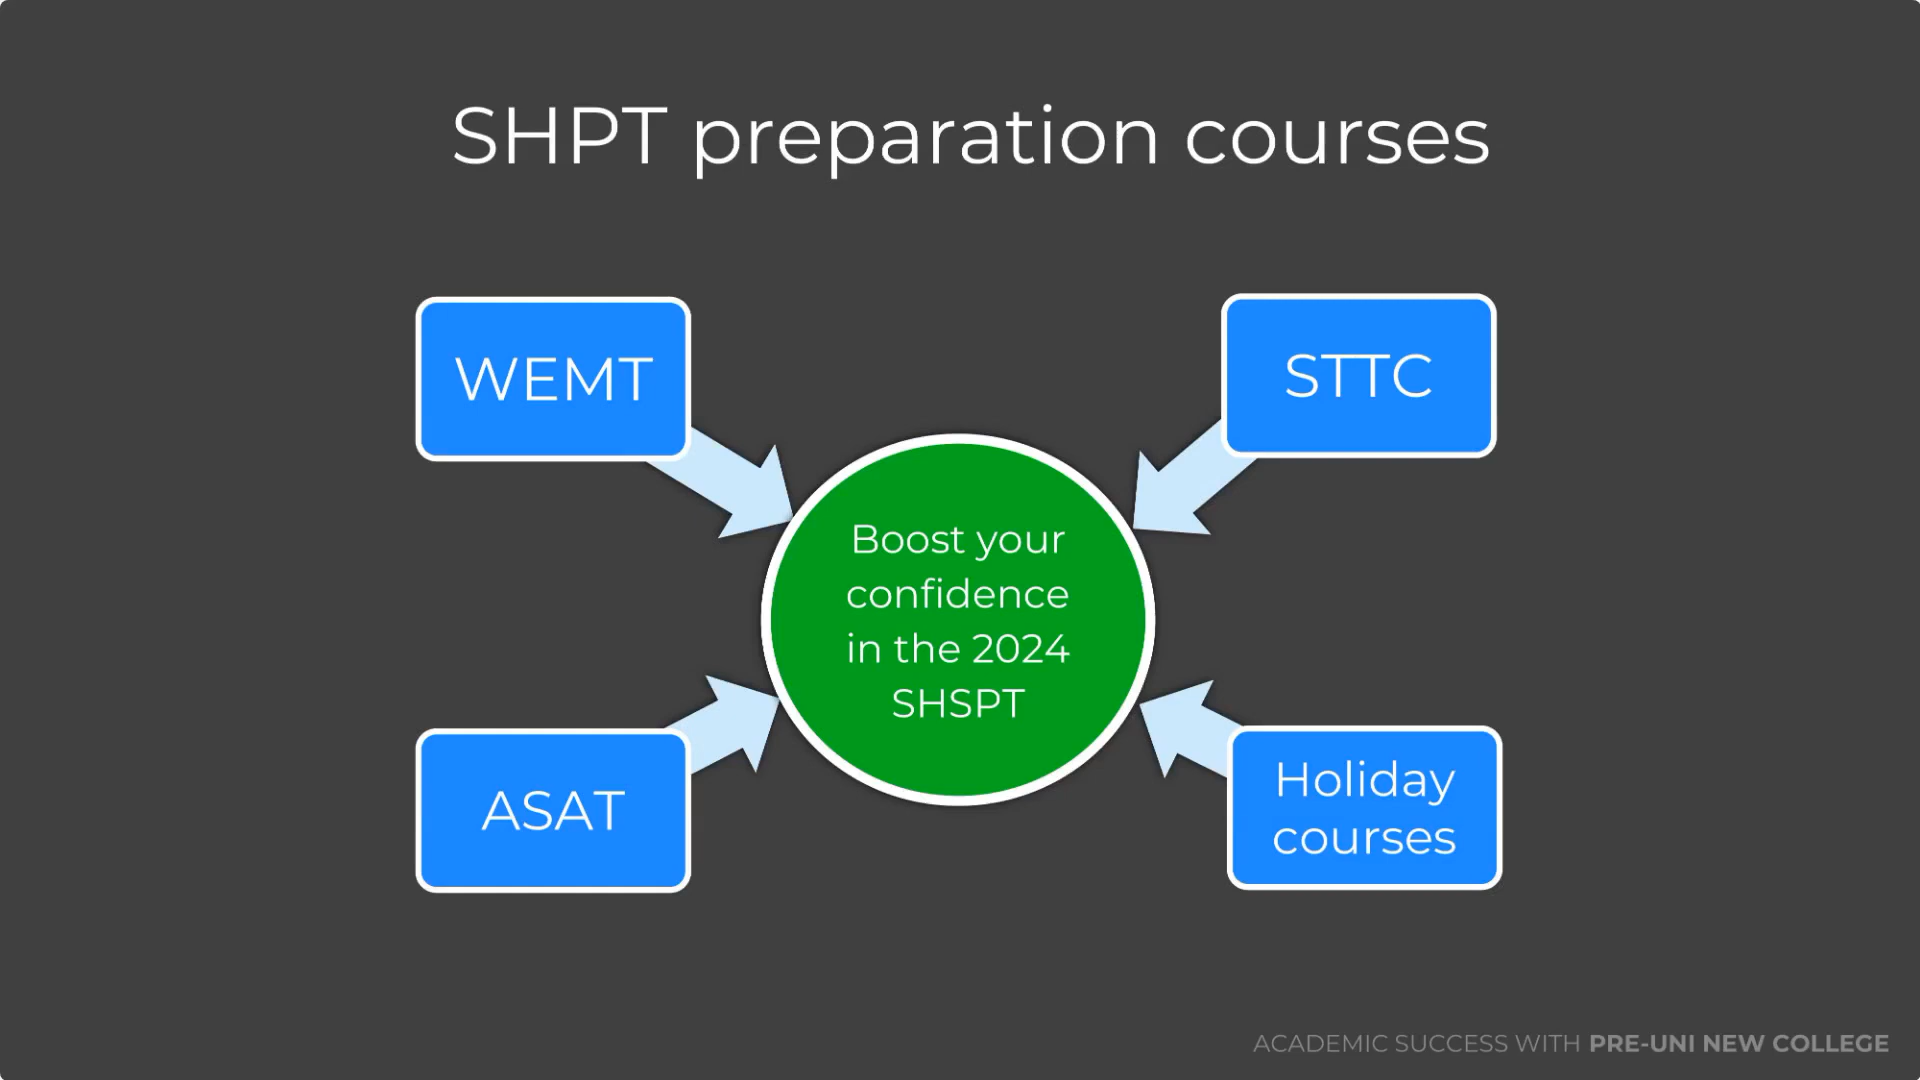 SHPT preparation courses
WEMT
STTC
Boost your
confidence
in the 2024
SHSPT
ASAT
Holiday
courses
ACADEMIC SUCCESS WITH PRE-UNI NEW COLLEGE